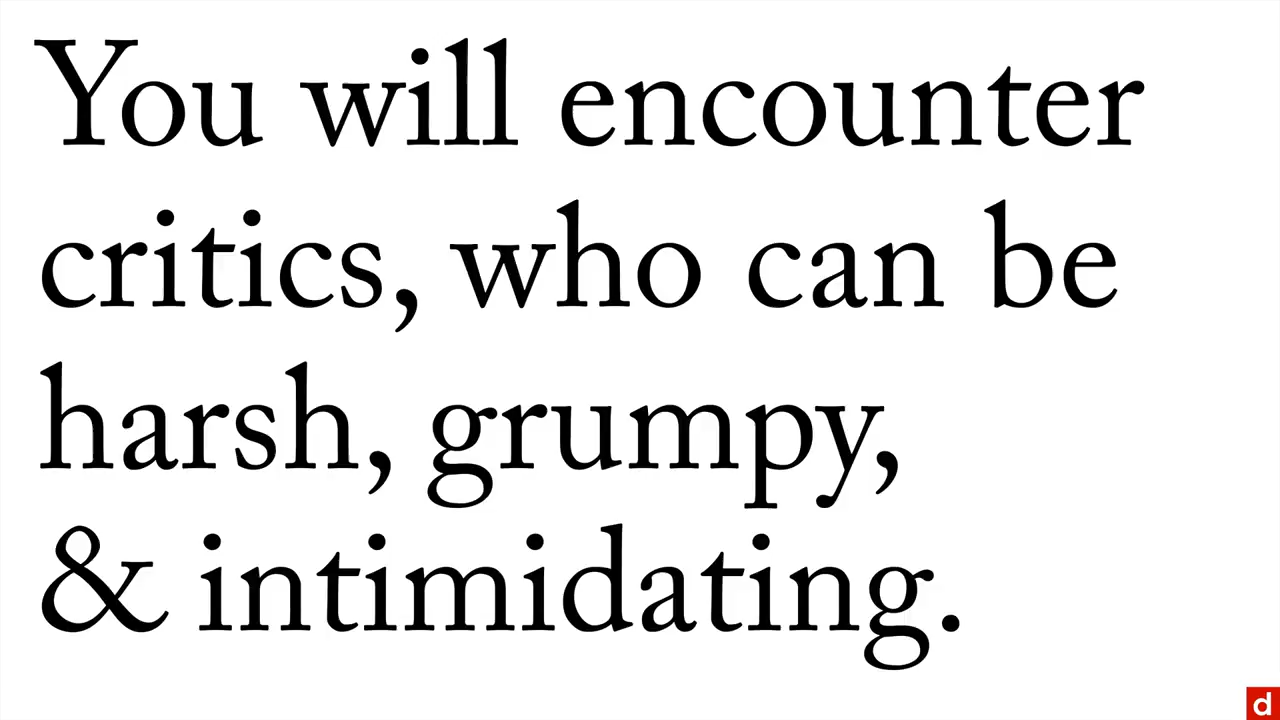 You will encounter
critics, who can be
harsh, grumpy,
& intimidating.
d